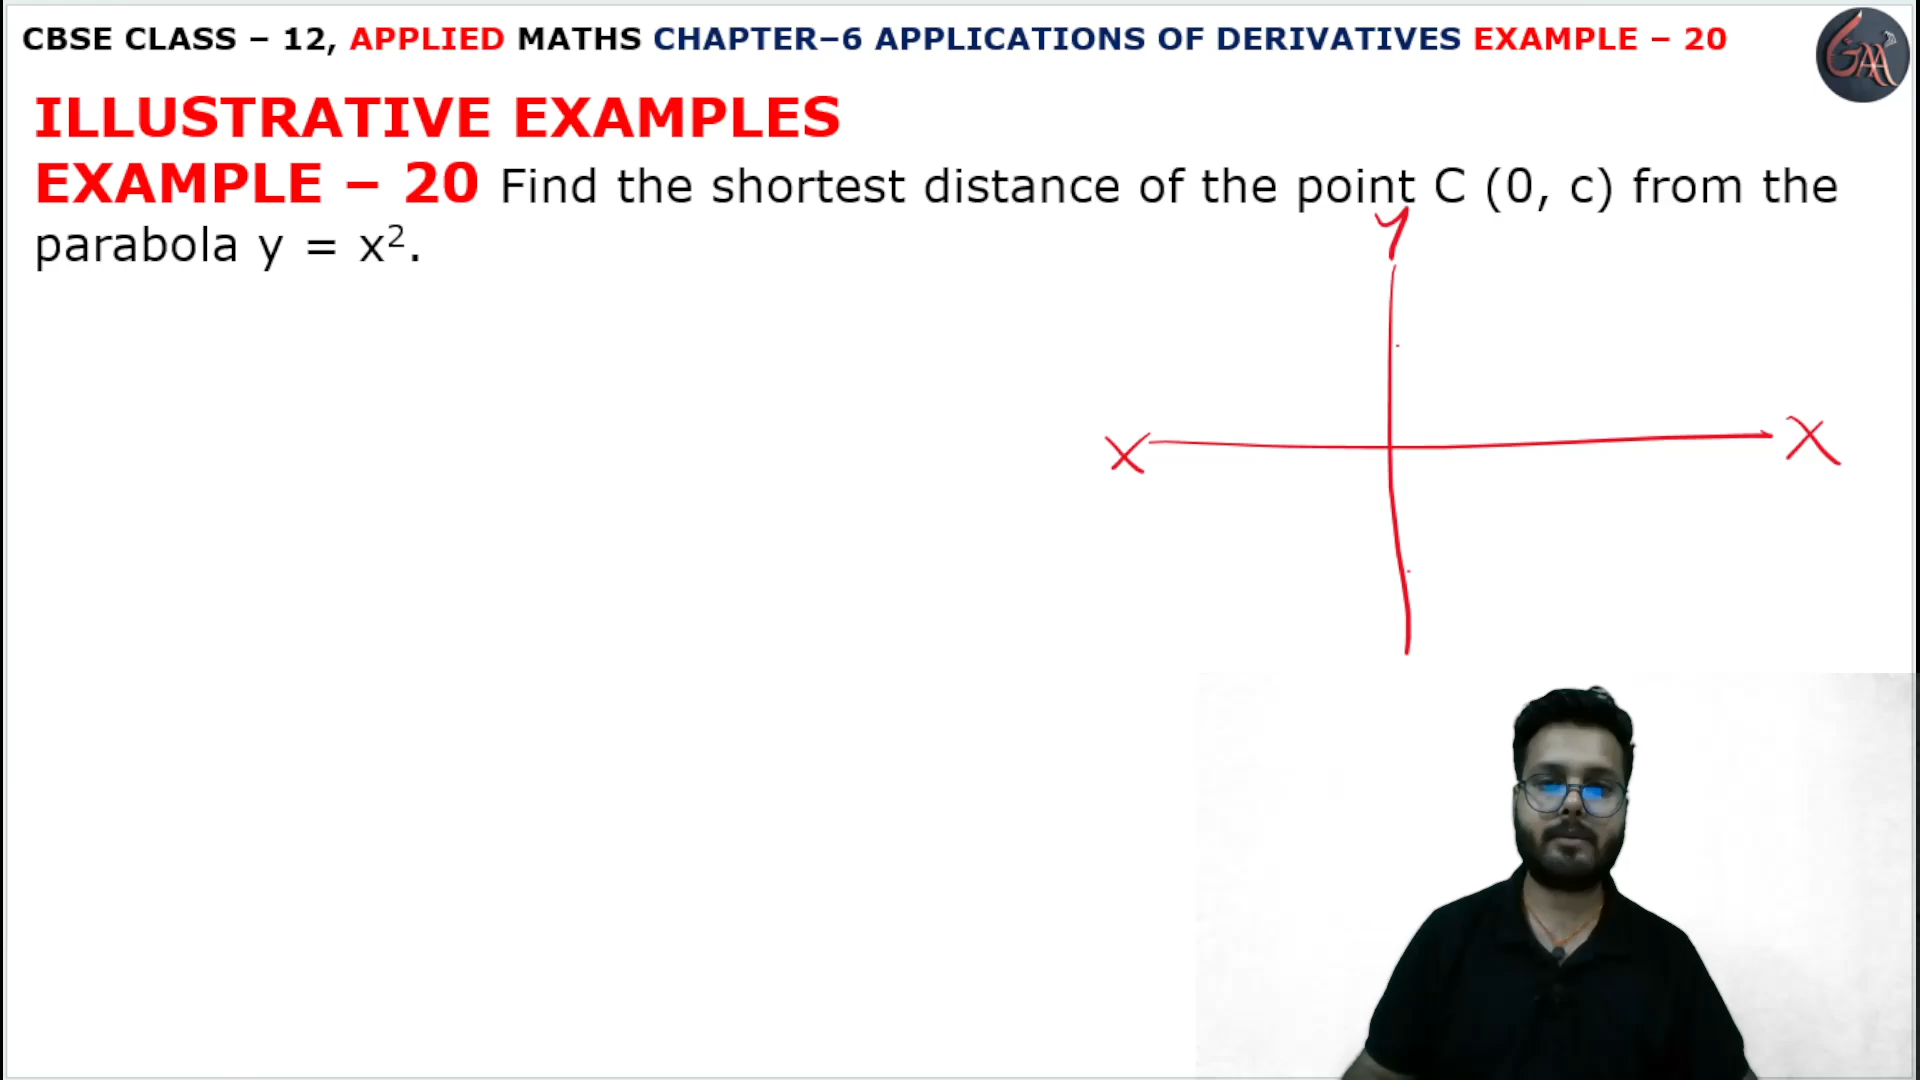 CBSE CLASS – 12, APPLIED MATHS CHAPTER–6 APPLICATIONS OF DERIVATIVES EXAMPLE – 20
GAA
ILLUSTRATIVE EXAMPLES
EXAMPLE – 20 Find the shortest distance of the point C (0, c) from the
parabola y = x².
Y
X
X